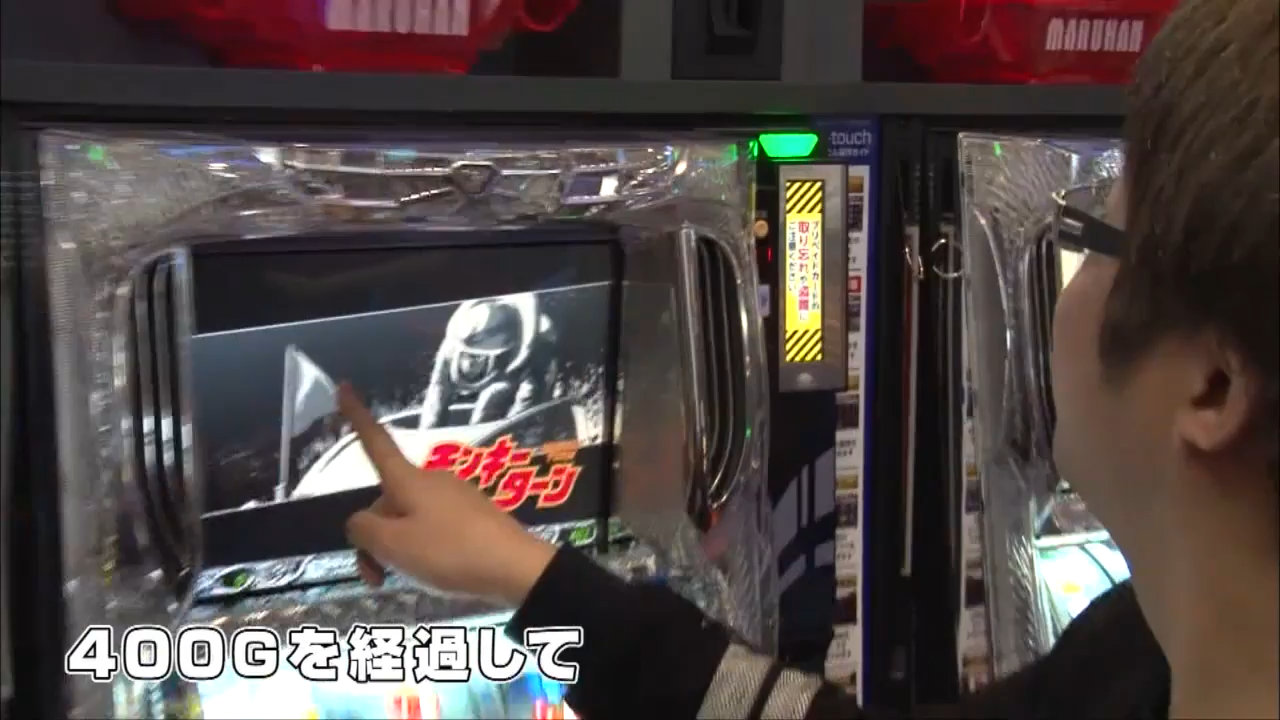 MARUHAN
MARUHAN
touch
プリペイドカードの
取り忘れや盗難に
ご注意ください
モンキー
ターン
400Gを経過して